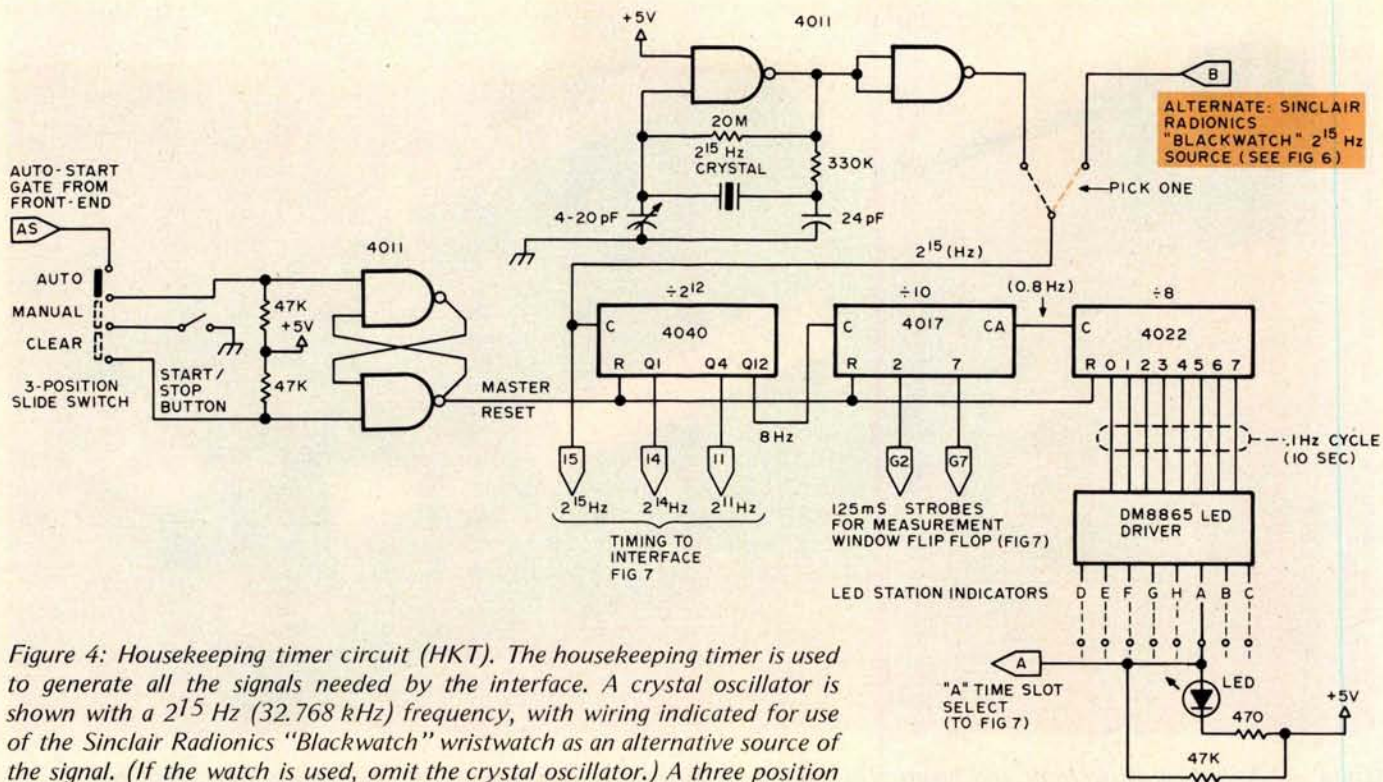 +5V
4011
B
ALTERNATE: SINCLAIR
RADIONICS
"BLACKWATCH" 2^15 Hz
SOURCE (SEE FIG 6)
20M
2^15 Hz
CRYSTAL
330K
PICK ONE
4-20 pF
24 pF
AUTO-START
GATE FROM
FRONT-END
AS
AUTO
MANUAL
CLEAR
3-POSITION
SLIDE SWITCH
START/
STOP
BUTTON
47K
+5V
47K
4011
MASTER
RESET
2^15 (Hz)
÷2^12
C
4040
R Q1 Q4 Q12
8Hz
÷10
C
4017
CA
R 2 7
(0.8 Hz)
÷8
C
4022
R 0 1 2 3 4 5 6 7
.1Hz CYCLE
(10 SEC)
15
14
11
2^15 Hz
2^14 Hz
2^11 Hz
TIMING TO
INTERFACE
FIG 7
G2
G7
125mS STROBES
FOR MEASUREMENT
WINDOW FLIP FLOP (FIG 7)
DM8865 LED
DRIVER
LED STATION INDICATORS
D E F G H A B C
A
"A" TIME SLOT
SELECT
(TO FIG 7)
LED
470
+5V
47K
Figure 4: Housekeeping timer circuit (HKT). The housekeeping timer is used
to generate all the signals needed by the interface. A crystal oscillator is
shown with a 2^15 Hz (32.768 kHz) frequency, with wiring indicated for use
of the Sinclair Radionics "Blackwatch" wristwatch as an alternative source of
the signal. (If the watch is used, omit the crystal oscillator.) A three position